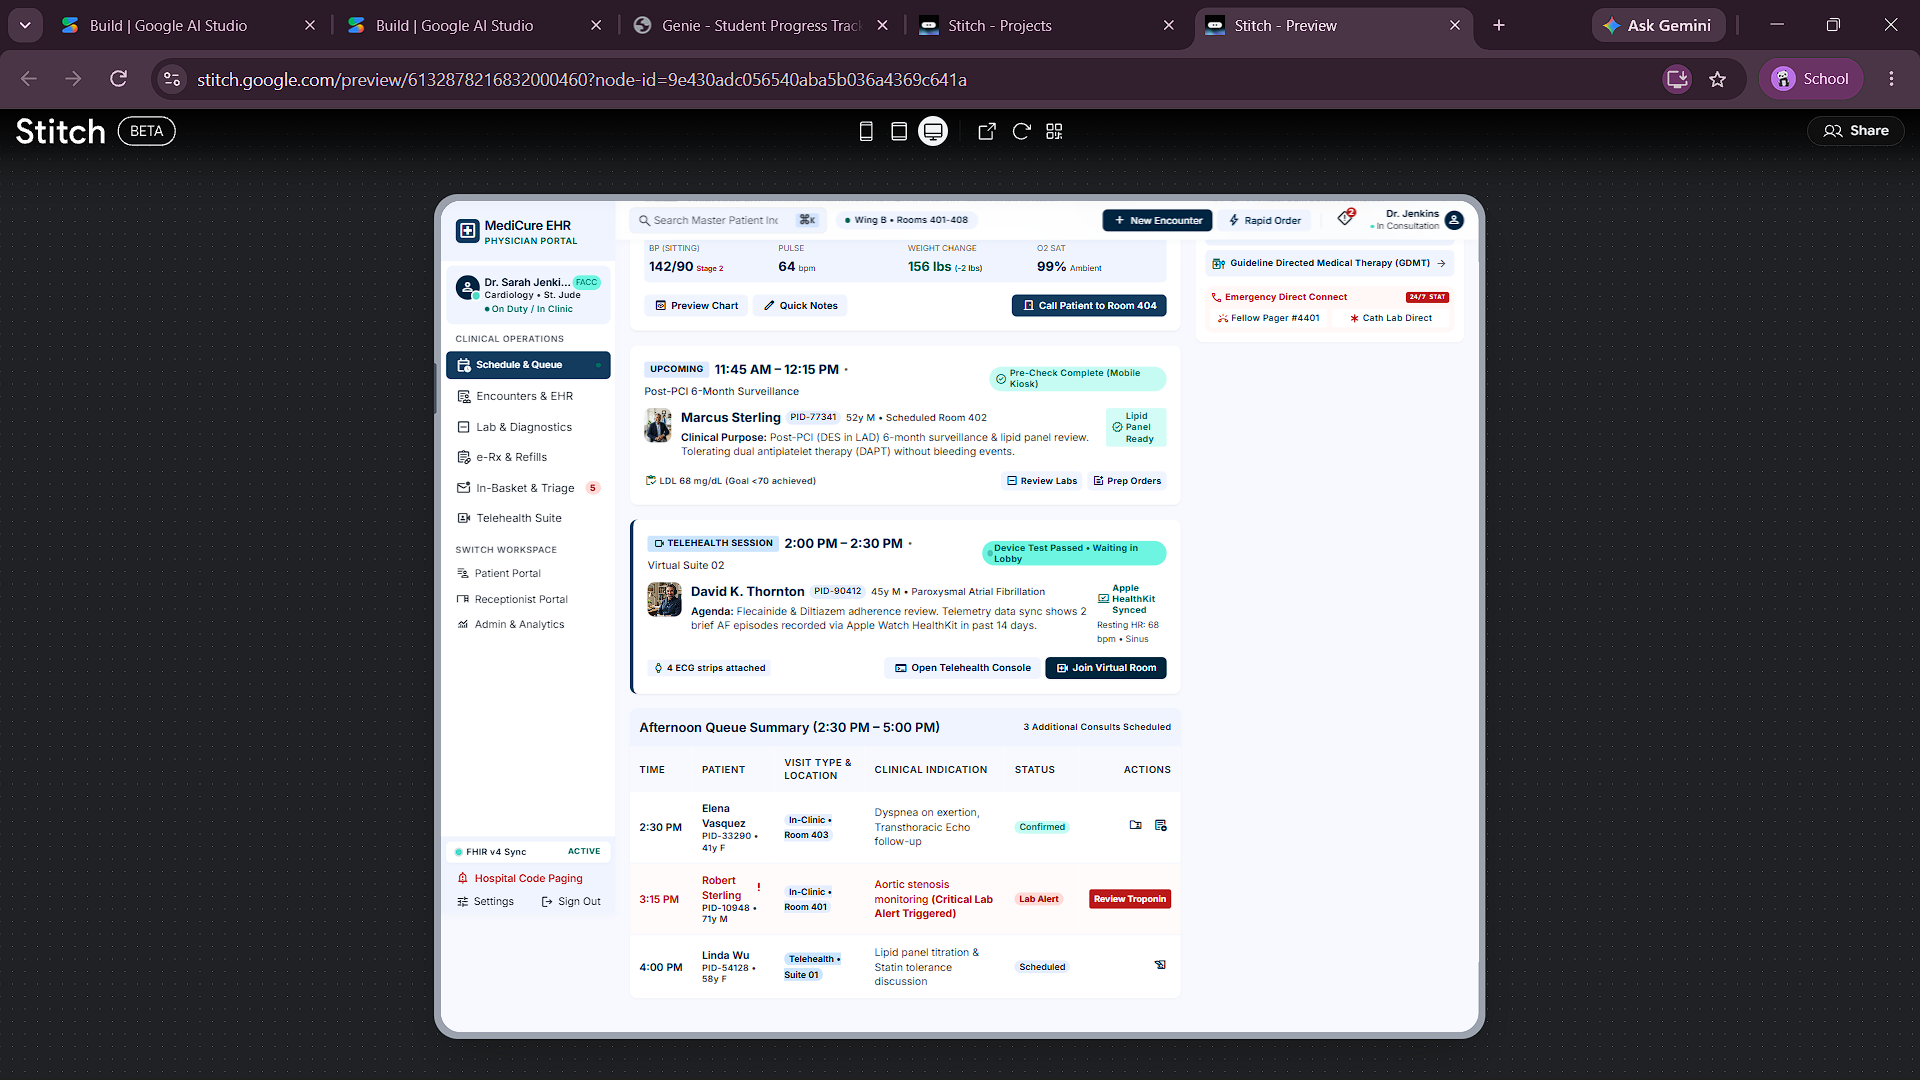 Build | Google AI Studio
Build | Google AI Studio
Genie - Student Progress Track
Stitch - Projects
Stitch - Preview
Ask Gemini
stitch.google.com/preview/6132878216832000460?node-id=9e430adc056540aba5b036a4369c641a
School
Stitch
BETA
Share
MediCure EHR
PHYSICIAN PORTAL
Search Master Patient Inc
⌘K
Wing B • Rooms 401-408
+ New Encounter
Rapid Order
2
Dr. Jenkins
In Consultation
Dr. Sarah Jenki...
FACC
Cardiology • St. Jude
On Duty / In Clinic
CLINICAL OPERATIONS
Schedule & Queue
Encounters & EHR
Lab & Diagnostics
e-Rx & Refills
In-Basket & Triage
5
Telehealth Suite
SWITCH WORKSPACE
Patient Portal
Receptionist Portal
Admin & Analytics
FHIR v4 Sync
ACTIVE
Hospital Code Paging
Settings
Sign Out
BP (SITTING)
PULSE
WEIGHT CHANGE
O2 SAT
142/90 Stage 2
64 bpm
156 lbs (-2 lbs)
99% Ambient
Preview Chart
Quick Notes
Call Patient to Room 404
UPCOMING
11:45 AM – 12:15 PM •
Post-PCI 6-Month Surveillance
Pre-Check Complete (Mobile
Kiosk)
Marcus Sterling
PID-77341
52y M • Scheduled Room 402
Clinical Purpose: Post-PCI (DES in LAD) 6-month surveillance & lipid panel review.
Tolerating dual antiplatelet therapy (DAPT) without bleeding events.
Lipid
Panel
Ready
LDL 68 mg/dL (Goal <70 achieved)
Review Labs
Prep Orders
TELEHEALTH SESSION
2:00 PM – 2:30 PM •
Virtual Suite 02
Device Test Passed • Waiting in
Lobby
David K. Thornton
PID-90412
45y M • Paroxysmal Atrial Fibrillation
Agenda: Flecainide & Diltiazem adherence review. Telemetry data sync shows 2
brief AF episodes recorded via Apple Watch HealthKit in past 14 days.
Apple
HealthKit
Synced
Resting HR: 68
bpm • Sinus
4 ECG strips attached
Open Telehealth Console
Join Virtual Room
Afternoon Queue Summary (2:30 PM – 5:00 PM)
3 Additional Consults Scheduled
TIME
PATIENT
VISIT TYPE &
LOCATION
CLINICAL INDICATION
STATUS
ACTIONS
2:30 PM
Elena
Vasquez
PID-33290 •
41y F
In-Clinic •
Room 403
Dyspnea on exertion,
Transthoracic Echo
follow-up
Confirmed
3:15 PM
Robert
Sterling
!
PID-10948 •
71y M
In-Clinic •
Room 401
Aortic stenosis
monitoring (Critical Lab
Alert Triggered)
Lab Alert
Review Troponin
4:00 PM
Linda Wu
PID-54128 •
58y F
Telehealth •
Suite 01
Lipid panel titration &
Statin tolerance
discussion
Scheduled
Guideline Directed Medical Therapy (GDMT) →
Emergency Direct Connect
24/7 STAT
Fellow Pager #4401
Cath Lab Direct